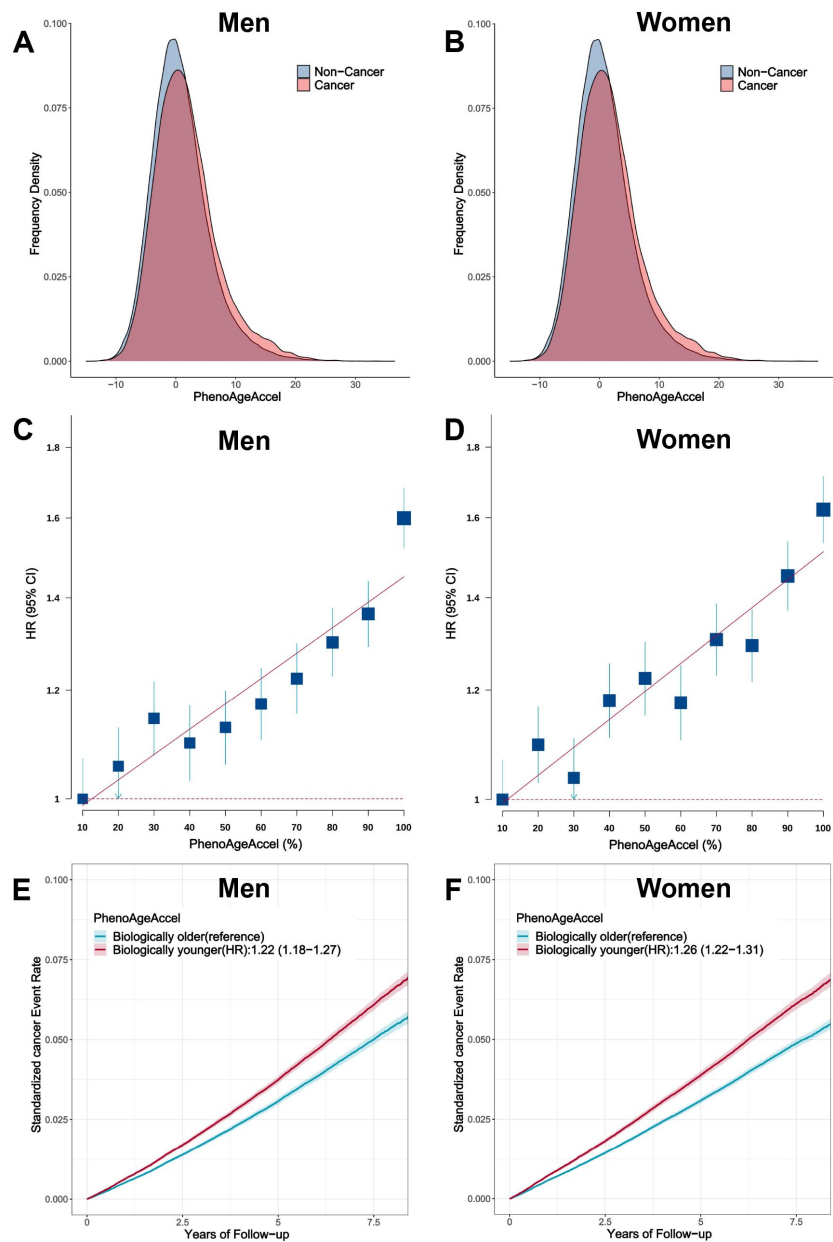 A
Men
0.100
0.075
0.050
0.025
0.000
Frequency Density
Non-Cancer
Cancer
−10
0
10
20
30
PhenoAgeAccel
B
Women
0.100
0.075
0.050
0.025
0.000
Frequency Density
Non-Cancer
Cancer
−10
0
10
20
30
PhenoAgeAccel
C
Men
1.8
1.6
1.4
1.2
1
HR (95% CI)
10 20 30 40 50 60 70 80 90 100
PhenoAgeAccel (%)
D
Women
1.8
1.6
1.4
1.2
1
HR (95% CI)
10 20 30 40 50 60 70 80 90 100
PhenoAgeAccel (%)
E
Men
0.100
0.075
0.050
0.025
0.000
Standardized cancer Event Rate
PhenoAgeAccel
Biologically older(reference)
Biologically younger(HR):1.22 (1.18−1.27)
0 2.5 5 7.5
Years of Follow-up
F
Women
0.100
0.075
0.050
0.025
0.000
Standardized cancer Event Rate
PhenoAgeAccel
Biologically older(reference)
Biologically younger(HR):1.26 (1.22−1.31)
0 2.5 5 7.5
Years of Follow-up